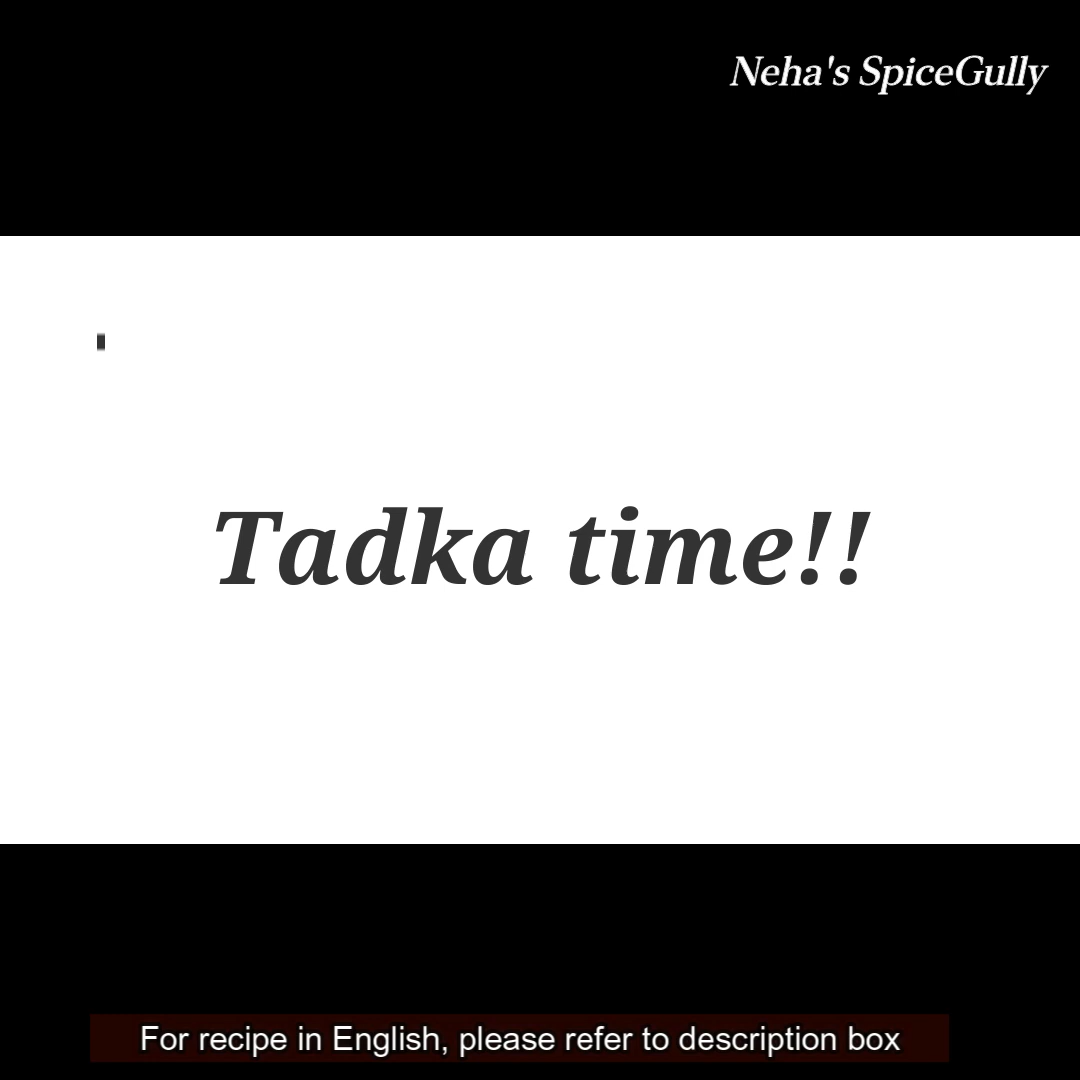 Neha's SpiceGully
Tadka time!!
For recipe in English, please refer to description box